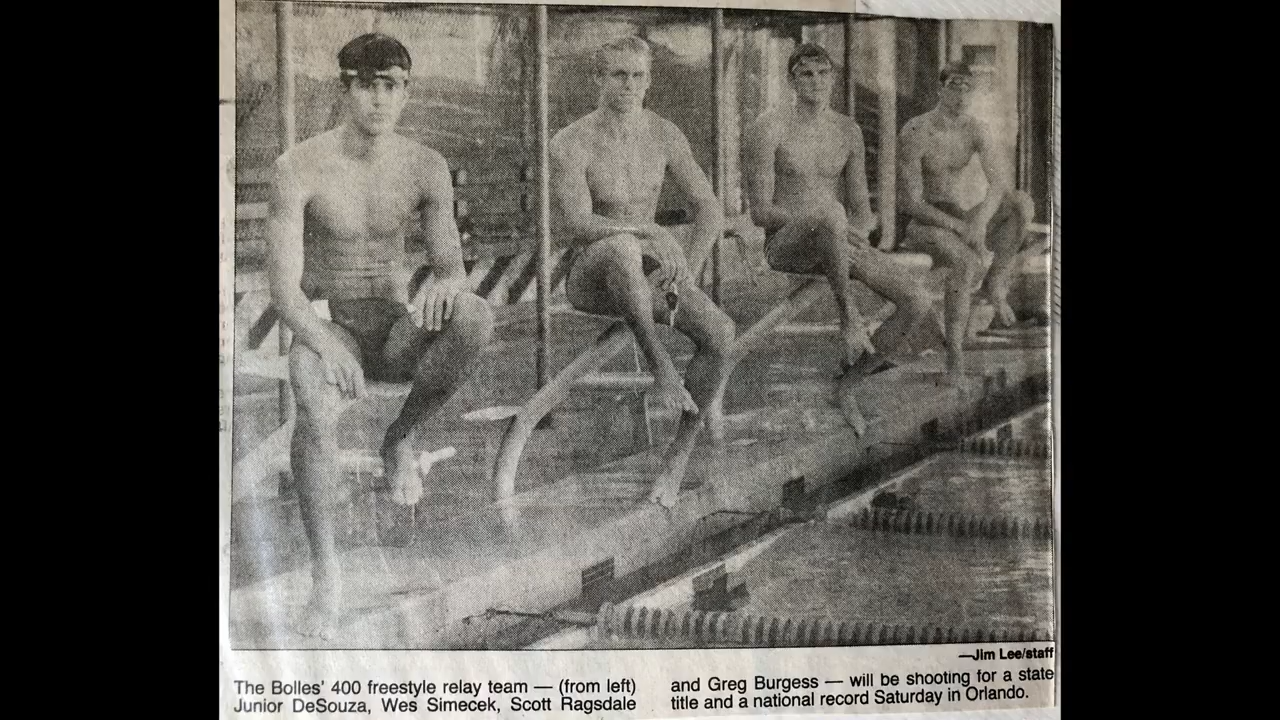 —Jim Lee/staff
The Bolles' 400 freestyle relay team — (from left)
Junior DeSouza, Wes Simecek, Scott Ragsdale
and Greg Burgess — will be shooting for a state
title and a national record Saturday in Orlando.